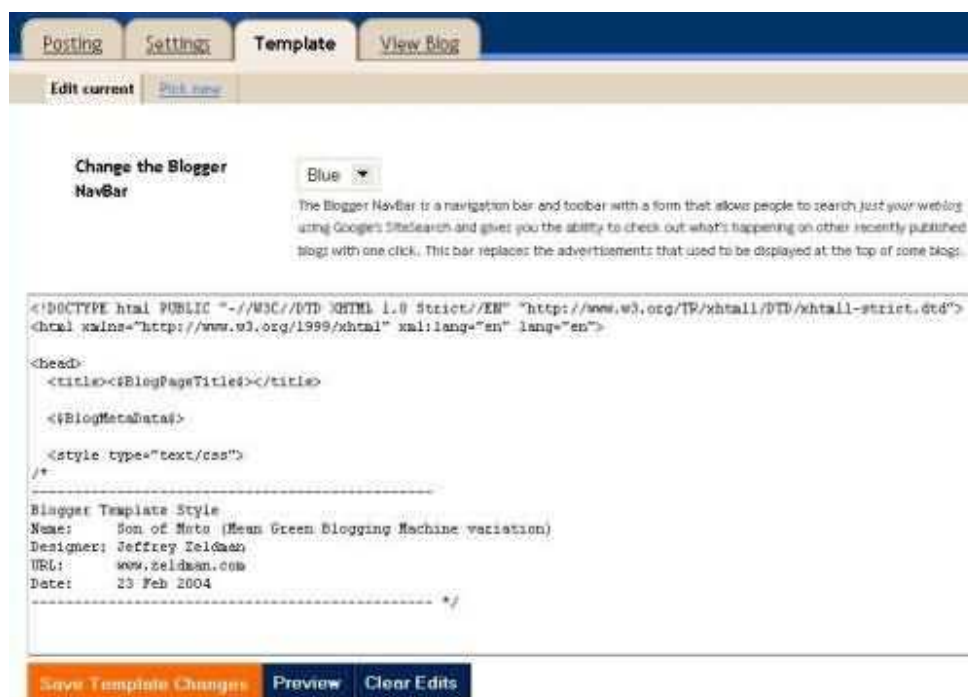 Posting Settings Template View Blog
Edit current Pick new
Change the Blogger
NavBar
Blue
The Blogger NavBar is a navigation bar and toolbar with a form that allows people to search just your weblog
using Google's SiteSearch and gives you the ability to check out what's happening on other recently published
blogs with one click. This bar replaces the advertisements that used to be displayed at the top of some blogs.
<!DOCTYPE html PUBLIC "-//W3C//DTD XHTML 1.0 Strict//EN" "http://www.w3.org/TR/xhtml1/DTD/xhtml1-strict.dtd">
<html xmlns="http://www.w3.org/1999/xhtml" xml:lang="en" lang="en">
<head>
<title><$BlogPageTitle$></title>
<$BlogMetaData$>
<style type="text/css">
/*
-----------------------------------------------
Blogger Template Style
Name: Son of Moto (Mean Green Blogging Machine variation)
Designer: Jeffrey Zeldman
URL: www.zeldman.com
Date: 23 Feb 2004
----------------------------------------------- */
Save Template Changes Preview Clear Edits